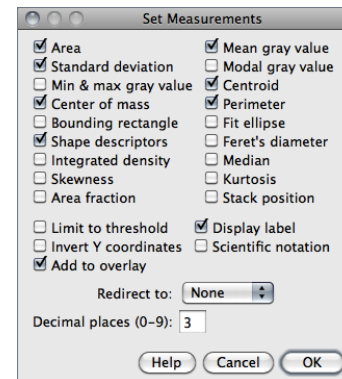 Set Measurements
Area Mean gray value
Standard deviation Modal gray value
Min & max gray value Centroid
Center of mass Perimeter
Bounding rectangle Fit ellipse
Shape descriptors Feret's diameter
Integrated density Median
Skewness Kurtosis
Area fraction Stack position
Limit to threshold Display label
Invert Y coordinates Scientific notation
Add to overlay
Redirect to: None
Decimal places (0-9): 3
Help Cancel OK